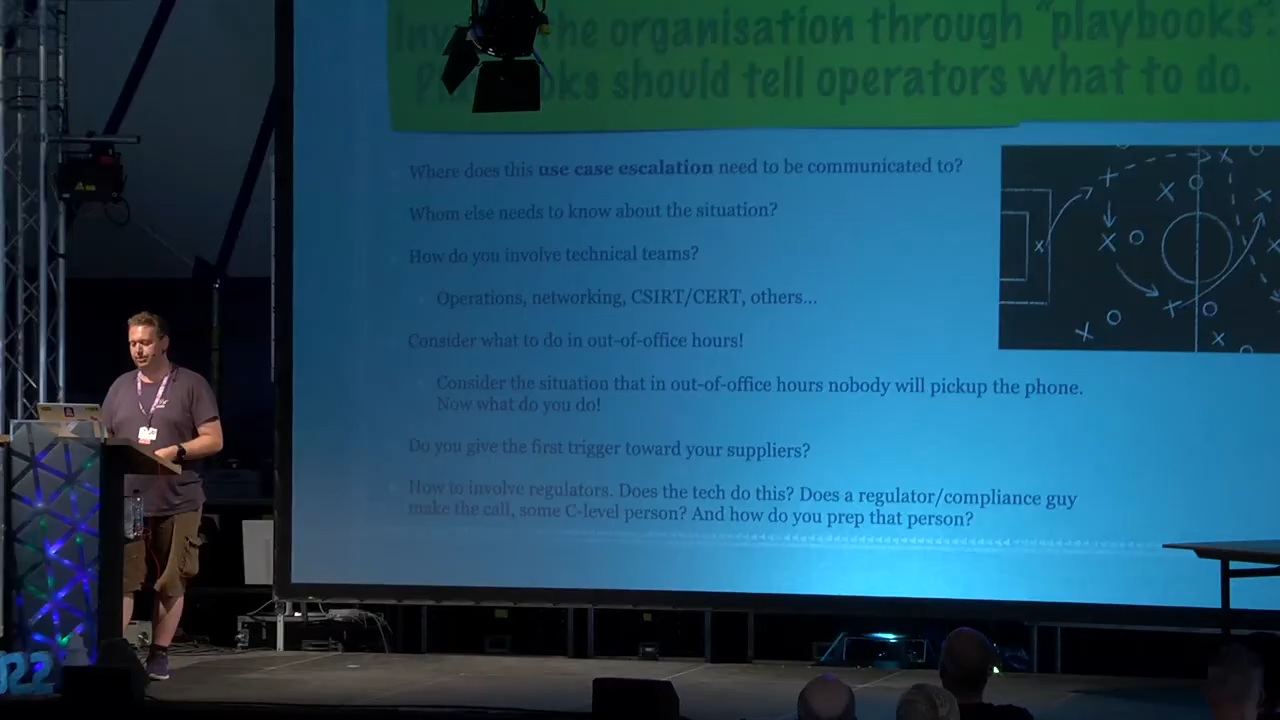 the organisation through "playbooks":
should tell operators what to do.
Where does this use case escalation need to be communicated to?
Whom else needs to know about the situation?
How do you involve technical teams?
Operations, networking, CSIRT/CERT, others...
Consider what to do in out-of-office hours!
Consider the situation that in out-of-office hours nobody will pickup the phone.
Now what do you do!
Do you give the first trigger toward your suppliers?
How to involve regulators. Does the tech do this? Does a regulator/compliance guy
make the call, some C-level person? And how do you prep that person?
022